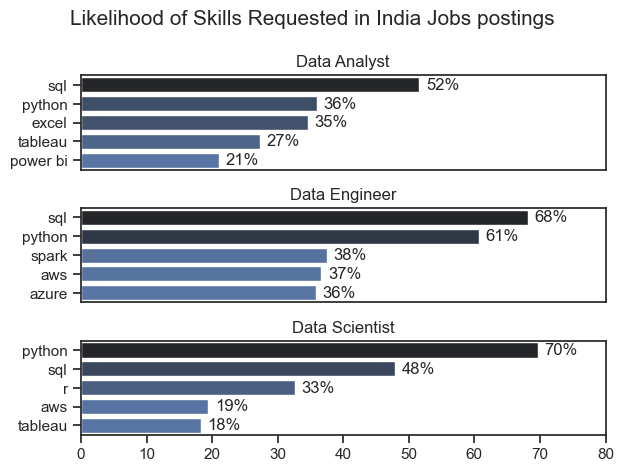 Likelihood of Skills Requested in India Jobs postings
Data Analyst
sql 52%
python 36%
excel 35%
tableau 27%
power bi 21%
Data Engineer
sql 68%
python 61%
spark 38%
aws 37%
azure 36%
Data Scientist
python 70%
sql 48%
r 33%
aws 19%
tableau 18%
0 10 20 30 40 50 60 70 80